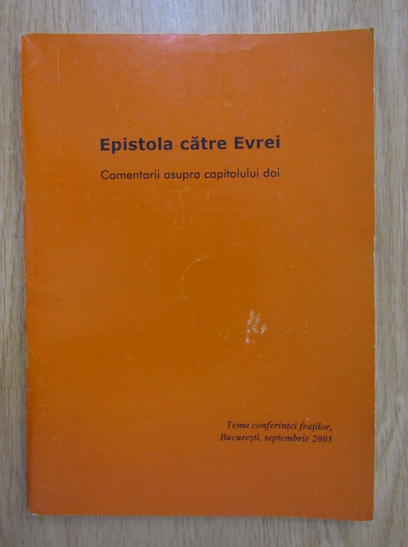 Epistola către Evrei
Comentarii asupra capitolului doi
Tema conferinței fraților,
București, septembrie 2005